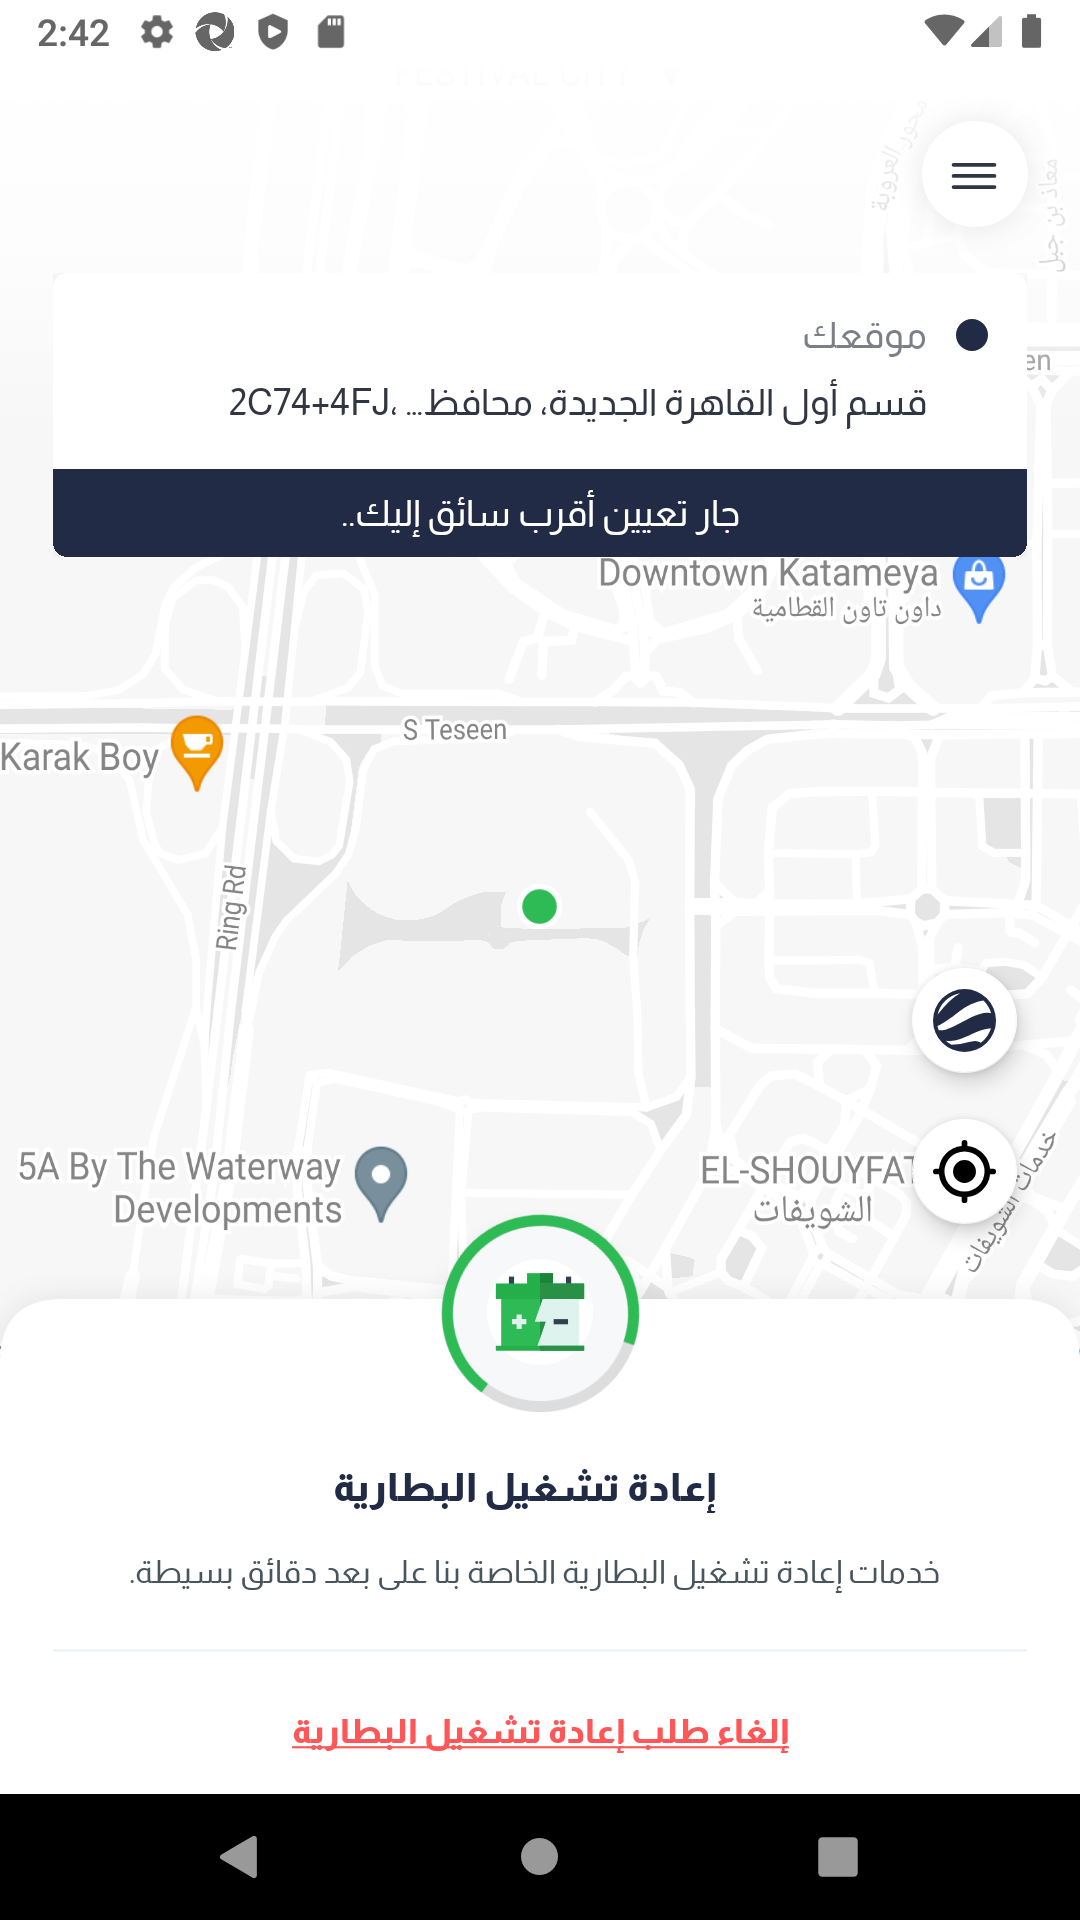 2:42
FESTIVAL CITY
محور العروبة
معاذ بن جبل
موقعك
2C74+4FJ، قسم أول القاهرة الجديدة، محافظ...
en
جار تعيين أقرب سائق إليك..
Downtown Katameya
داون تاون القطامية
S Teseen
Karak Boy
Ring Rd
5A By The Waterway
Developments
EL-SHOUYFAT
الشويفات
خدمات الشويفات
إعادة تشغيل البطارية
خدمات إعادة تشغيل البطارية الخاصة بنا على بعد دقائق بسيطة.
إلغاء طلب إعادة تشغيل البطارية